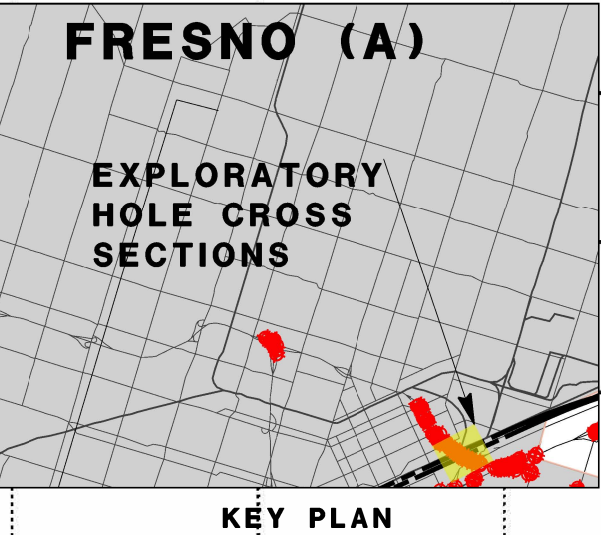 FRESNO (A)
EXPLORATORY
HOLE CROSS
SECTIONS
KEY PLAN